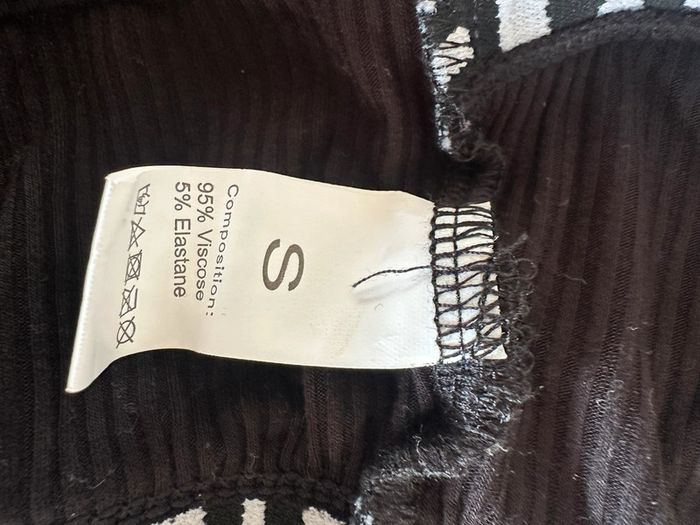 S
Composition:
95% Viscose
5% Elastane